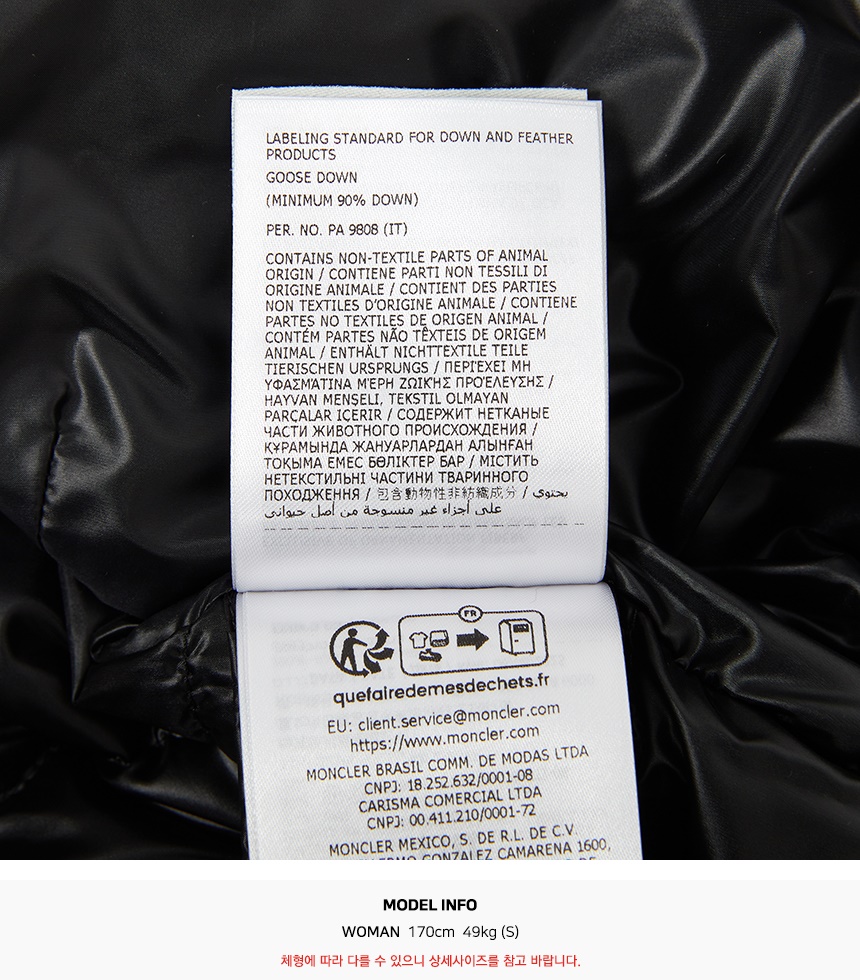 LABELING STANDARD FOR DOWN AND FEATHER
PRODUCTS
GOOSE DOWN
(MINIMUM 90% DOWN)
PER. NO. PA 9808 (IT)
CONTAINS NON-TEXTILE PARTS OF ANIMAL
ORIGIN / CONTIENE PARTI NON TESSILI DI
ORIGINE ANIMALE / CONTIENT DES PARTIES
NON TEXTILES D'ORIGINE ANIMALE / CONTIENE
PARTES NO TEXTILES DE ORIGEN ANIMAL /
CONTÉM PARTES NÃO TÊXTEIS DE ORIGEM
ANIMAL / ENTHÄLT NICHTTEXTILE TEILE
TIERISCHEN URSPRUNGS / ΠΕΡΙΈΧΕΙ ΜΗ
ΥΦΑΣΜΆΤΙΝΑ ΜΈΡΗ ΖΩΙΚΉΣ ΠΡΟΈΛΕΥΣΗΣ /
HAYVAN MENŞELİ, TEKSTIL OLMAYAN
PARÇALAR IÇERIR / СОДЕРЖИТ НЕТКАНЫЕ
ЧАСТИ ЖИВОТНОГО ПРОИСХОЖДЕНИЯ /
ҚҰРАМЫНДА ЖАНУАРЛАРДАН АЛЫНҒАН
ТОҚЫМА ЕМЕС БӨЛІКТЕР БАР / МІСТИТЬ
НЕТЕКСТИЛЬНІ ЧАСТИНИ ТВАРИННОГО
ПОХОДЖЕННЯ / 包含動物性非紡織成分 / يحتوي
على أجزاء غير منسوجة من أصل حيواني
FR
quefairedemesdechets.fr
EU: client.service@moncler.com
https://www.moncler.com
MONCLER BRASIL COMM. DE MODAS LTDA
CNPJ: 18.252.632/0001-08
CARISMA COMERCIAL LTDA
CNPJ: 00.411.210/0001-72
MONCLER MEXICO, S. DE R.L. DE C.V.
GONZALEZ CAMARENA 1600,
MODEL INFO
WOMAN 170cm 49kg (S)
체형에 따라 다를 수 있으니 상세사이즈를 참고 바랍니다.